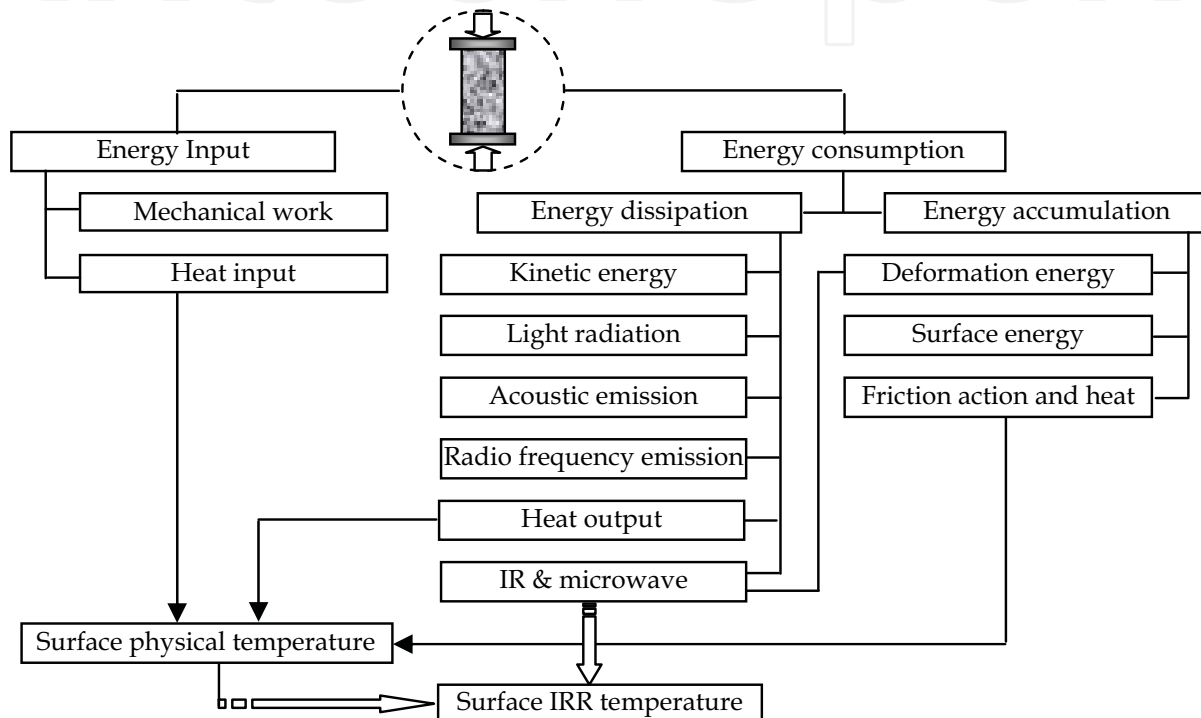 Energy Input
Energy consumption
Mechanical work
Energy dissipation
Energy accumulation
Heat input
Kinetic energy
Deformation energy
Light radiation
Surface energy
Acoustic emission
Friction action and heat
Radio frequency emission
Heat output
IR & microwave
Surface physical temperature
Surface IRR temperature